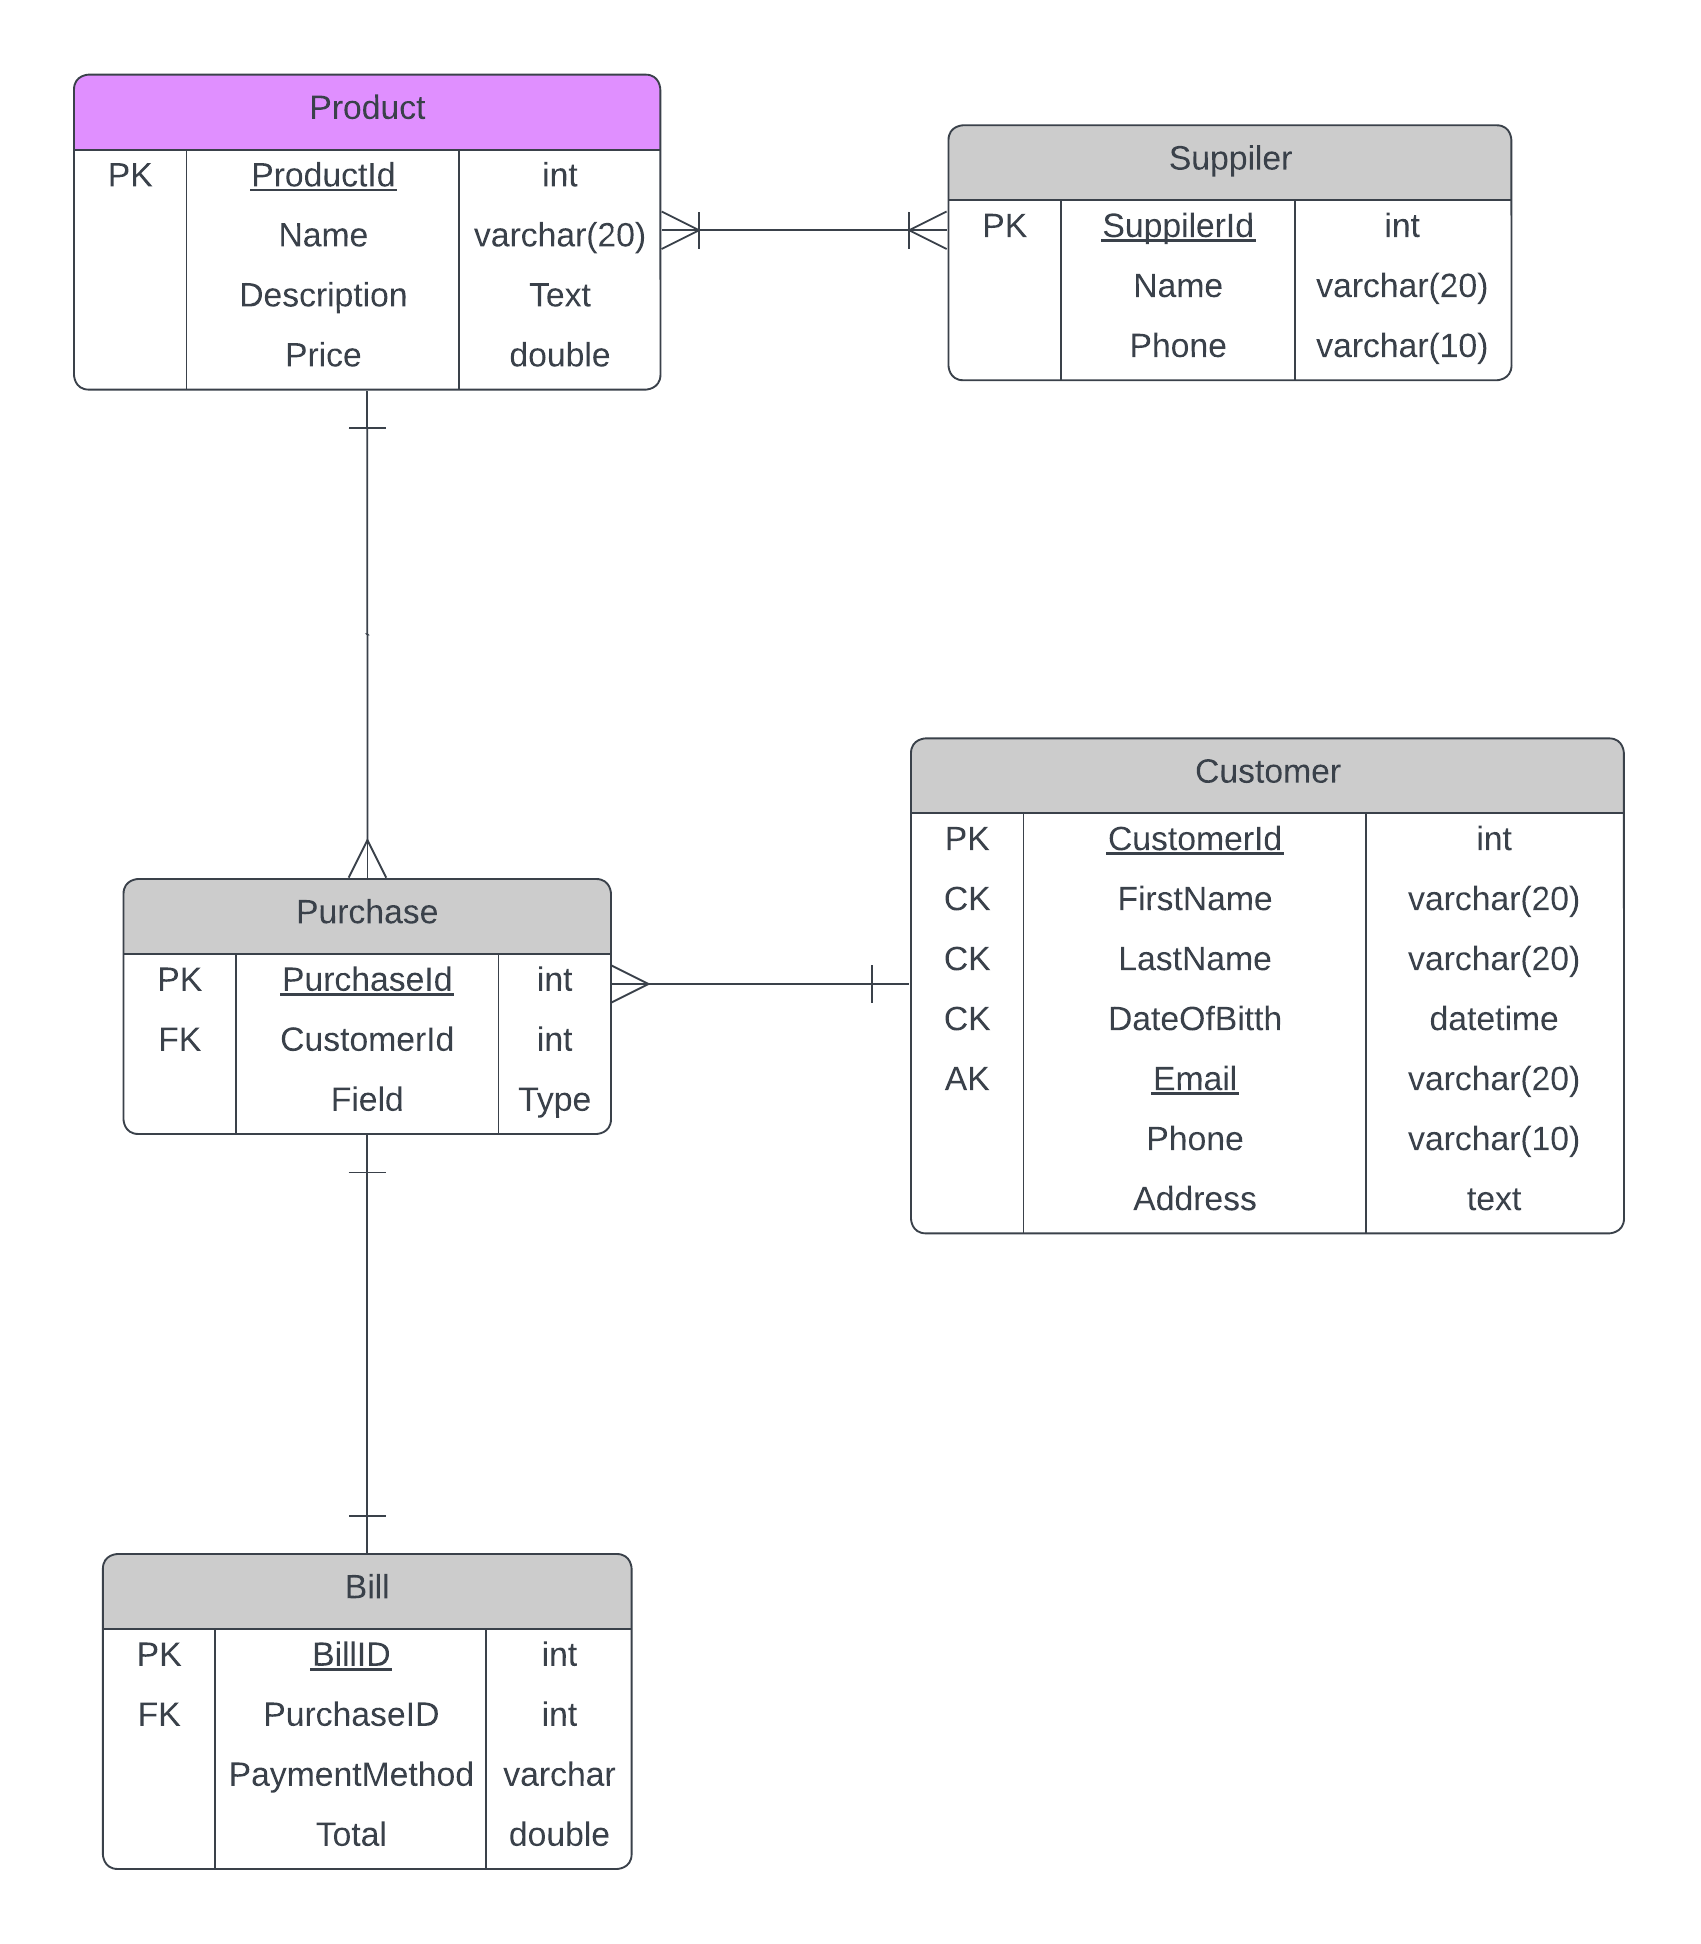 Product
PK ProductId int
Name varchar(20)
Description Text
Price double
Suppiler
PK SuppilerId int
Name varchar(20)
Phone varchar(10)
Customer
PK CustomerId int
CK FirstName varchar(20)
CK LastName varchar(20)
CK DateOfBitth datetime
AK Email varchar(20)
Phone varchar(10)
Address text
Purchase
PK PurchaseId int
FK CustomerId int
Field Type
Bill
PK BillID int
FK PurchaseID int
PaymentMethod varchar
Total double